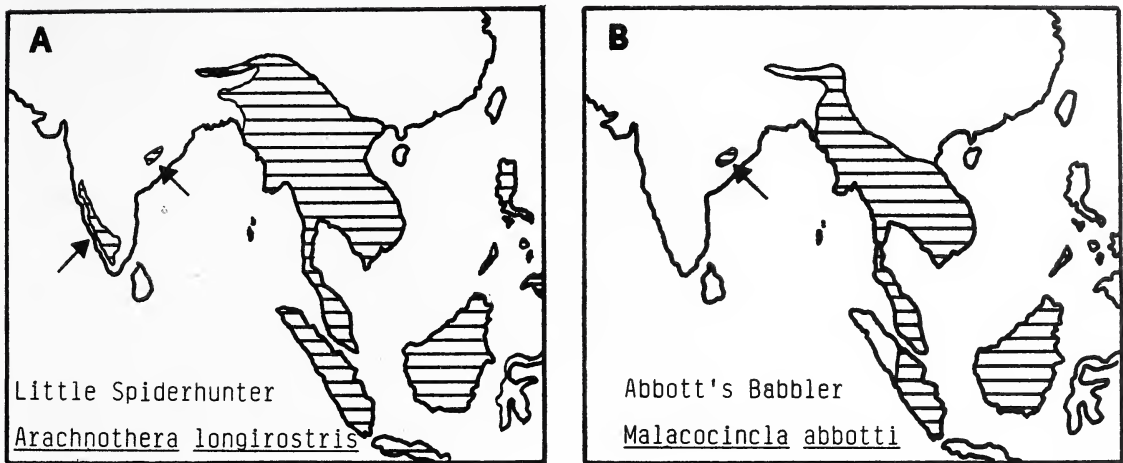 A
Little Spiderhunter
Arachnothera longirostris
B
Abbott's Babbler
Malacocincla abbotti